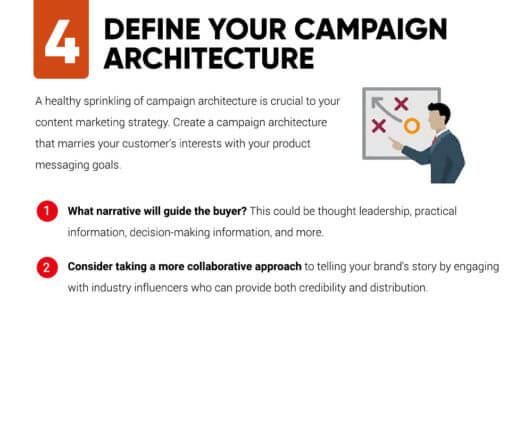 4
DEFINE YOUR CAMPAIGN
ARCHITECTURE
A healthy sprinkling of campaign architecture is crucial to your
content marketing strategy. Create a campaign architecture
that marries your customer's interests with your product
messaging goals.
1 What narrative will guide the buyer? This could be thought leadership, practical
information, decision-making information, and more.
2 Consider taking a more collaborative approach to telling your brand's story by engaging
with industry influencers who can provide both credibility and distribution.